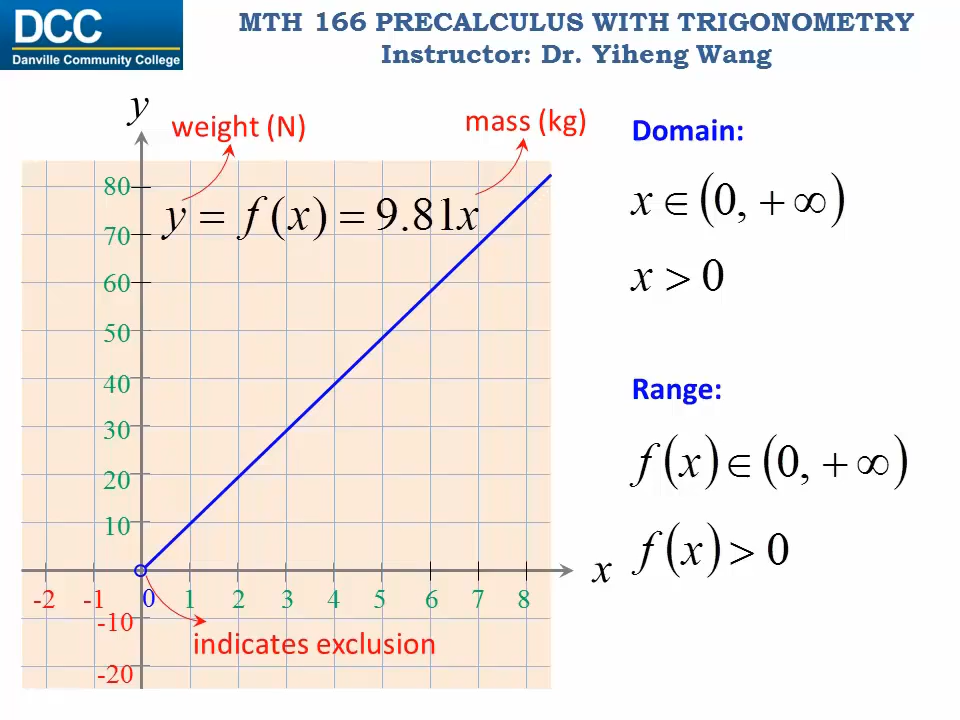 DCC
Danville Community College
MTH 166 PRECALCULUS WITH TRIGONOMETRY
Instructor: Dr. Yiheng Wang
y
weight (N)
mass (kg)
y = f(x) = 9.81x
80
70
60
50
40
30
20
10
-2 -1 0 1 2 3 4 5 6 7 8
x
-10
-20
indicates exclusion
Domain:
x ∈ (0, + ∞)
x > 0
Range:
f(x) ∈ (0, + ∞)
f(x) > 0